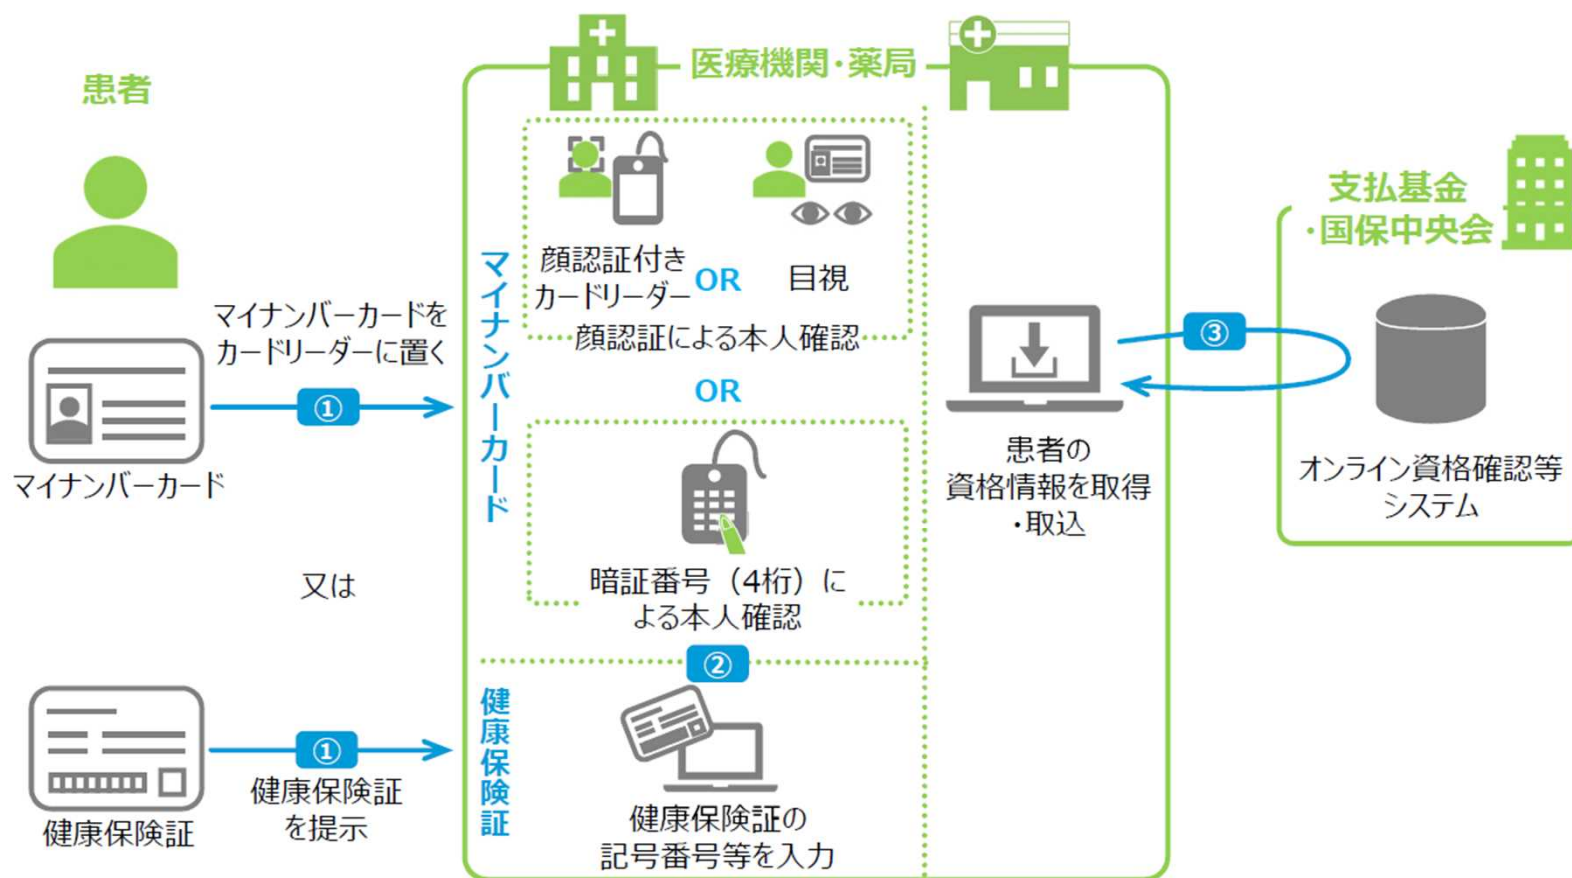 患者
マイナンバーカードを
カードリーダーに置く
①
マイナンバーカード
又は
①
健康保険証
を提示
健康保険証
医療機関・薬局
マイナンバーカード
顔認証付き
カードリーダー
OR
目視
顔認証による本人確認
OR
暗証番号（4桁）に
よる本人確認
②
健康保険証
健康保険証の
記号番号等を入力
患者の
資格情報を取得
・取込
③
支払基金
・国保中央会
オンライン資格確認等
システム